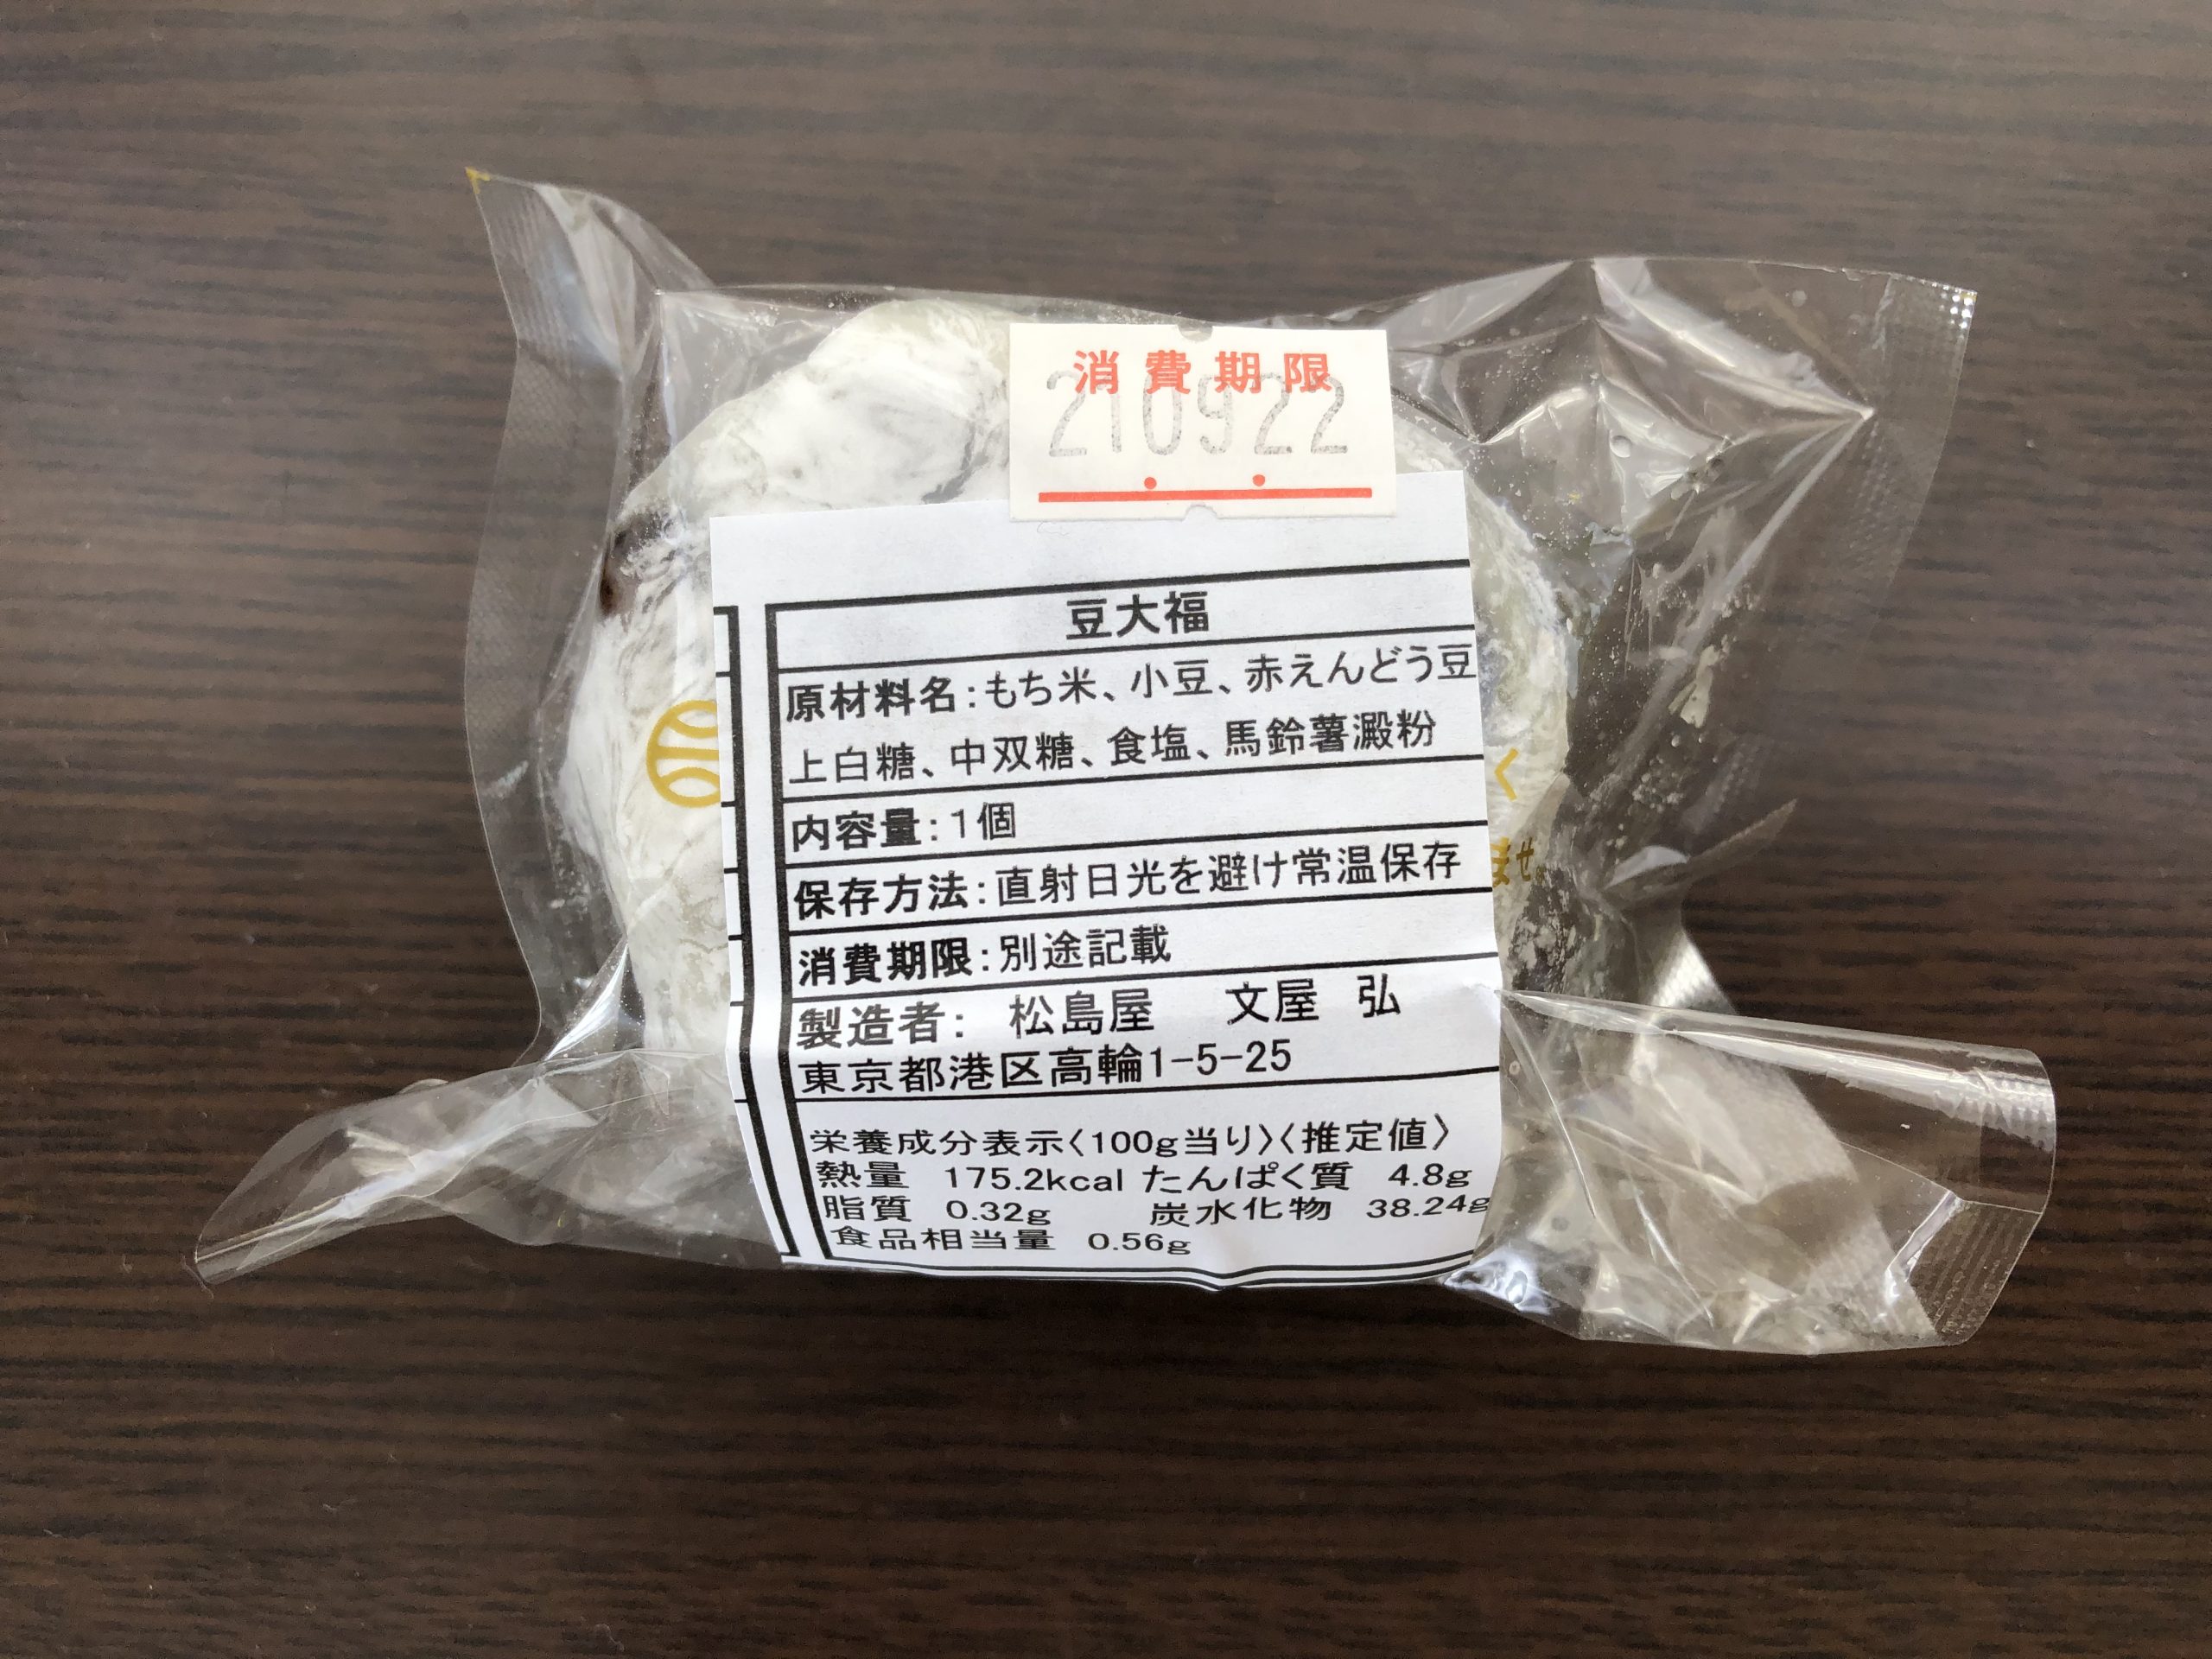 消費期限
210922
豆大福
原材料名：もち米、小豆、赤えんどう豆
上白糖、中双糖、食塩、馬鈴薯澱粉
内容量：1個
保存方法：直射日光を避け常温保存
消費期限：別途記載
製造者： 松島屋 文屋 弘
東京都港区高輪1-5-25
栄養成分表示〈100g当り〉〈推定値〉
熱量 175.2kcal たんぱく質 4.8g
脂質 0.32g 炭水化物 38.24g
食品相当量 0.56g
く
ませ。